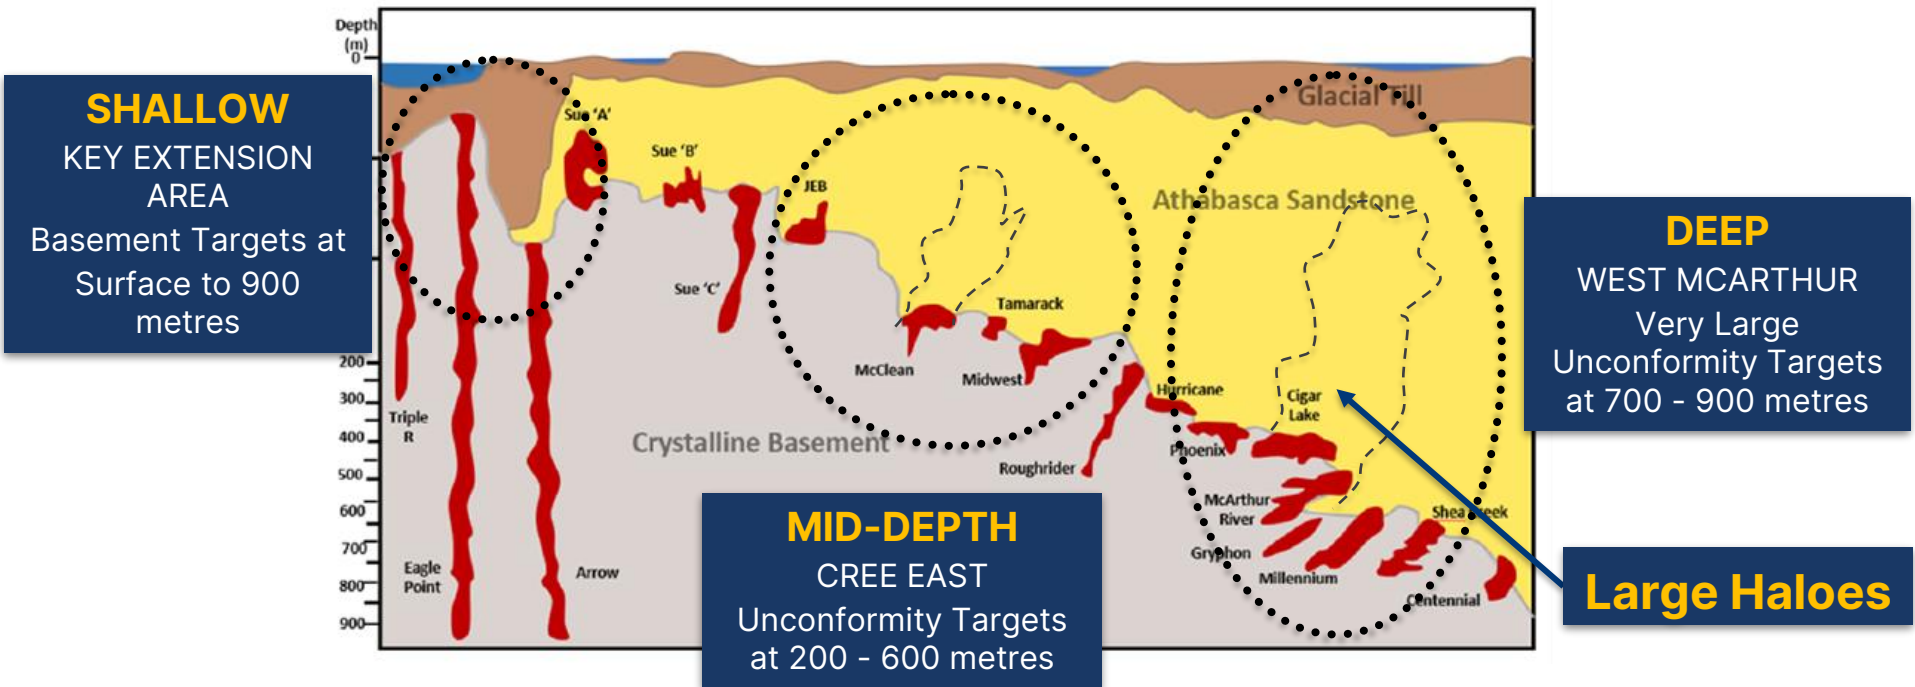 Depth
(m)
0
SHALLOW
KEY EXTENSION
AREA
Basement Targets at
Surface to 900
metres
Sue 'A'
Sue 'B'
Sue 'C'
JEB
Glacial Till
Athabasca Sandstone
DEEP
WEST MCARTHUR
Very Large
Unconformity Targets
at 700 - 900 metres
Tamarack
McClean
Midwest
200
300
400
500
600
700
800
900
Triple
R
Crystalline Basement
Roughrider
Hurricane
Cigar
Lake
Phoenix
McArthur
River
Shea Creek
Gryphon
Millennium
Centennial
Eagle
Point
Arrow
MID-DEPTH
CREE EAST
Unconformity Targets
at 200 - 600 metres
Large Haloes